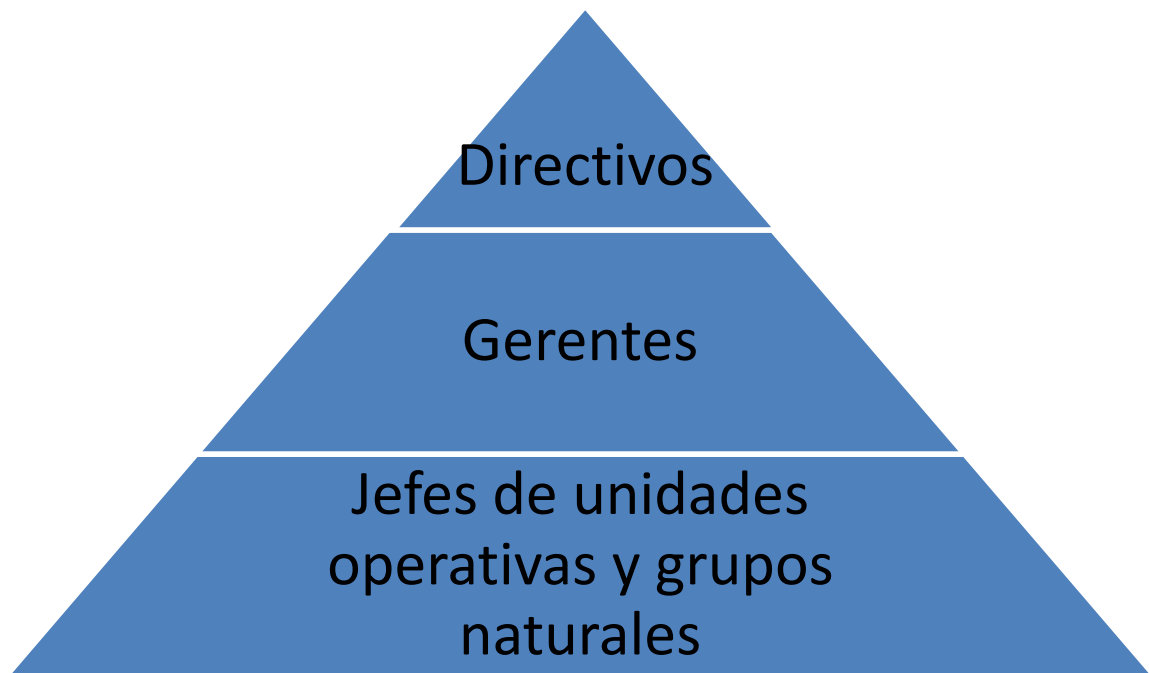 Directivos
Gerentes
Jefes de unidades
operativas y grupos
naturales